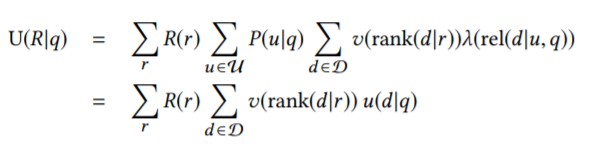 U(R|q) = ∑_r R(r) ∑_{u∈𝒰} P(u|q) ∑_{d∈𝒟} v(rank(d|r))λ(rel(d|u, q))
= ∑_r R(r) ∑_{d∈𝒟} v(rank(d|r)) u(d|q)